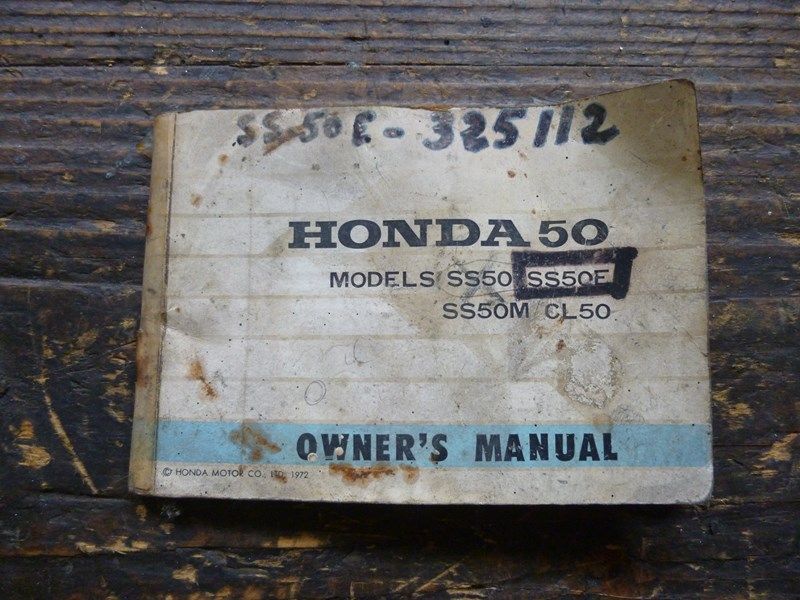 SS50E - 325112
HONDA 50
MODELS SS50 SS50E
SS50M CL50
OWNER'S MANUAL
© HONDA MOTOR CO., LTD. 1972